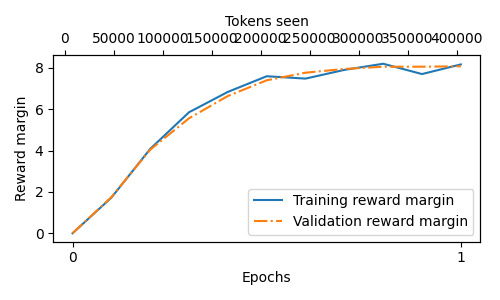 Tokens seen
0 50000 100000 150000 200000 250000 300000 350000 400000
8
6
4
2
0
Reward margin
Training reward margin
Validation reward margin
0 1
Epochs